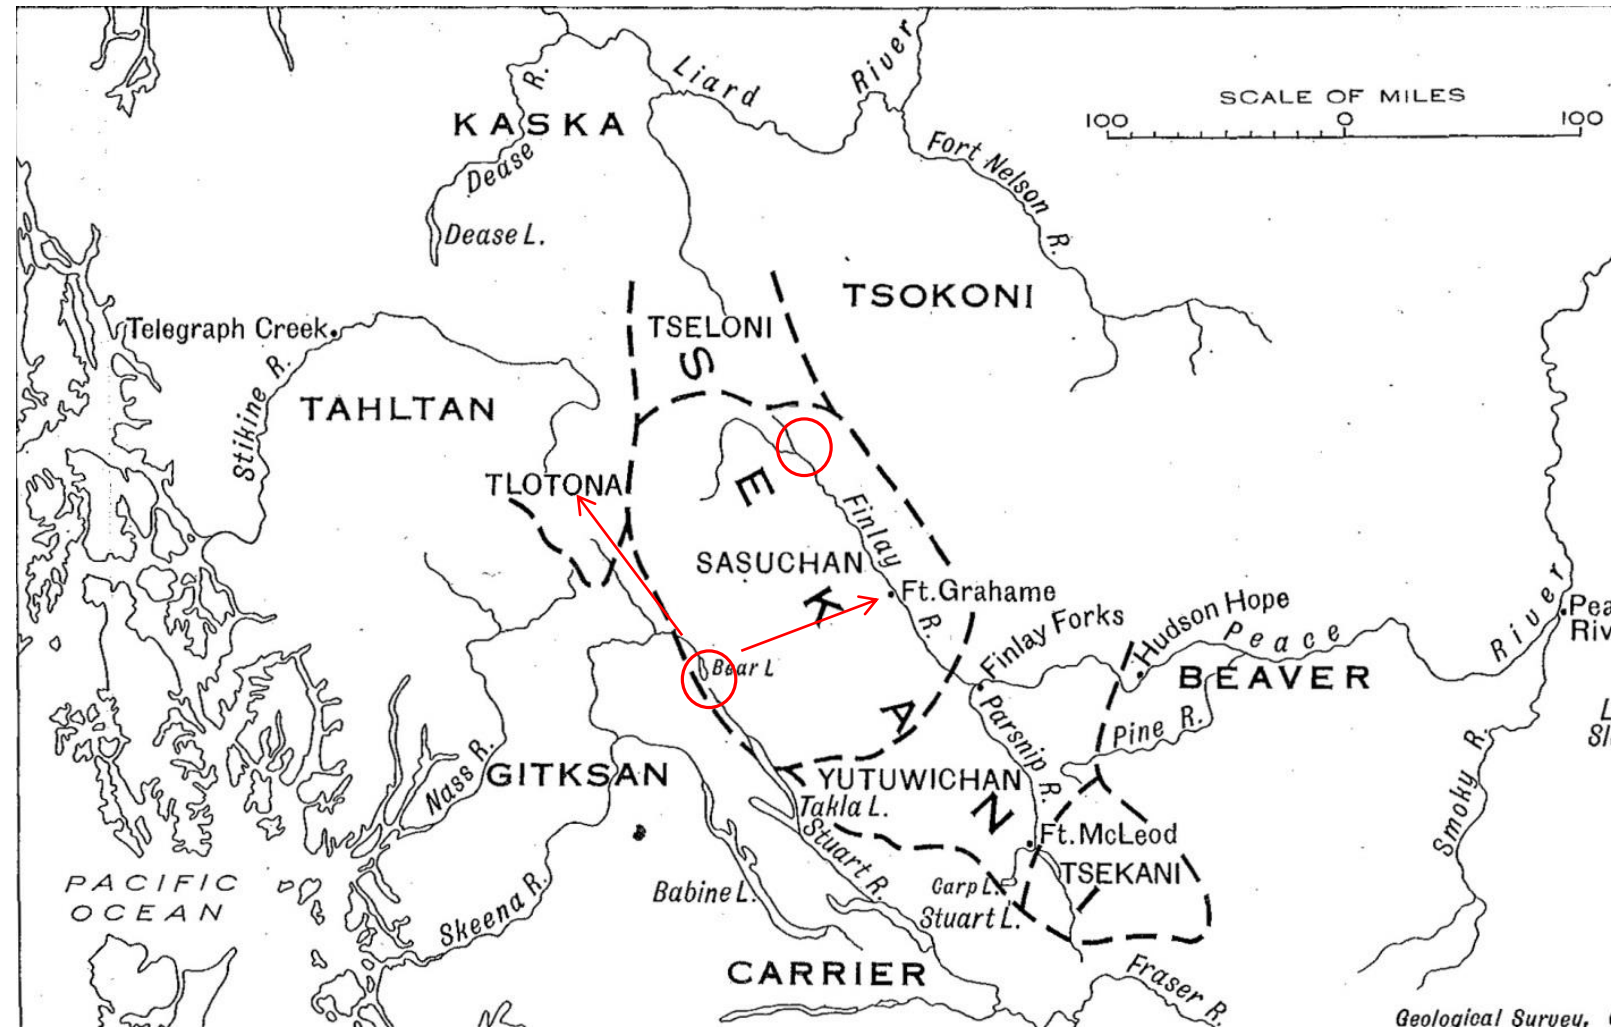 SCALE OF MILES
100 0 100
Liard River
KASKA
Dease R.
Fort Nelson R.
Dease L.
TSOKONI
Telegraph Creek
TSELONI
Stikine R.
TAHLTAN
TLOTONA
SEKANI
Finlay R.
SASUCHAN
Ft. Grahame
Finlay Forks
Hudson Hope
Peace River
Pea
Riv
Bear L
BEAVER
Parsnip R.
Pine R.
L
Sl
Nass R.
GITKSAN
YUTUWICHAN
Takla L.
Smoky R.
Stuart R.
Ft. McLeod
TSEKANI
PACIFIC
OCEAN
Skeena R.
Babine L.
Carp L.
Stuart L.
CARRIER
Fraser R.
Geological Survey,